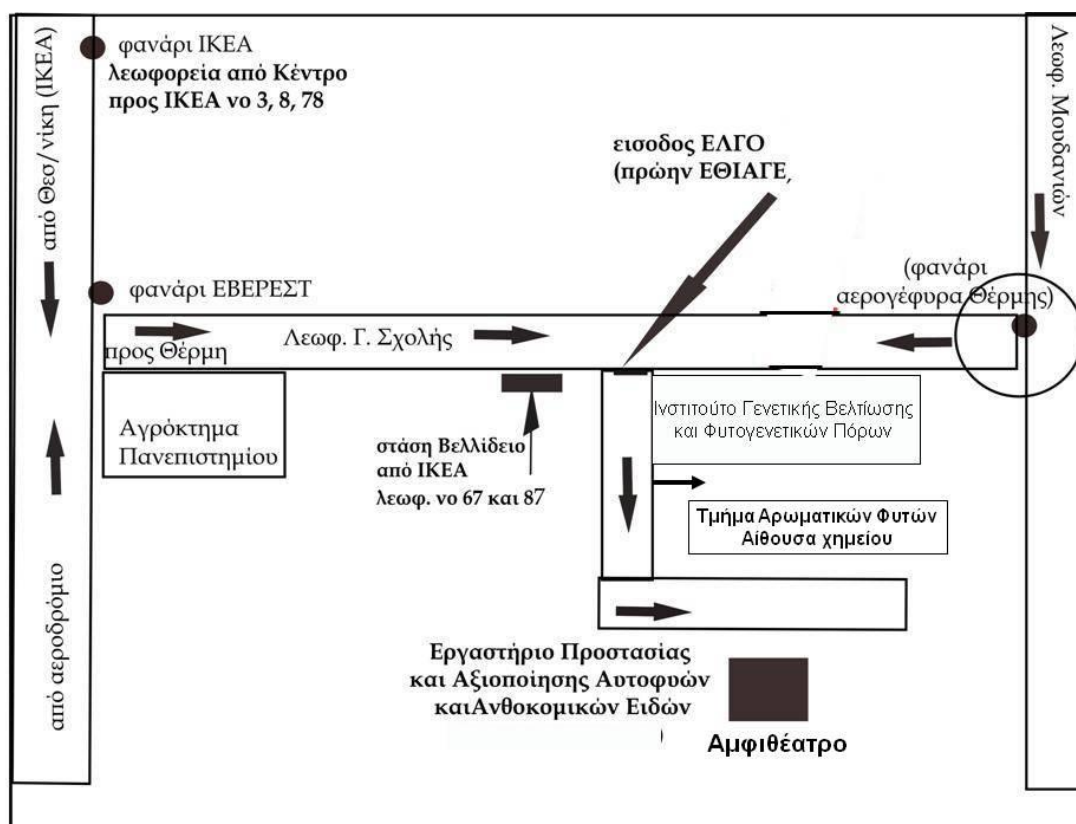 από Θεσ/νίκη (ΙΚΕΑ)
φανάρι ΙΚΕΑ
λεωφορεία από Κέντρο
προς ΙΚΕΑ νο 3, 8, 78
Λεωφ. Μουδανιών
εισοδος ΕΛΓΟ
(πρώην ΕΘΙΑΓΕ,
φανάρι ΕΒΕΡΕΣΤ
(φανάρι
αερογέφυρα Θέρμης)
προς Θέρμη
Λεωφ. Γ. Σχολής
Αγρόκτημα
Πανεπιστημίου
στάση Βελλίδειο
από ΙΚΕΑ
λεωφ. νο 67 και 87
Ινστιτούτο Γενετικής Βελτίωσης
και Φυτογενετικών Πόρων
Τμήμα Αρωματικών Φυτών
Αίθουσα χημείου
από αεροδρόμιο
Εργαστήριο Προστασίας
και Αξιοποίησης Αυτοφυών
καιΑνθοκομικών Ειδών
)
Αμφιθέατρο